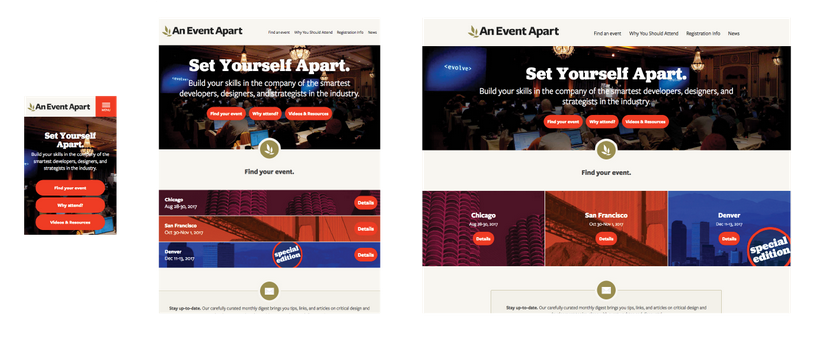 An Event Apart
MENU
Set Yourself
Apart.
Build your skills in the company of the
smartest developers, designers, and
strategists in the industry.
Find your event
Why attend?
Videos & Resources
An Event Apart
Find an event Why You Should Attend Registration Info News
<evolve>
Set Yourself Apart.
Build your skills in the company of the smartest
developers, designers, and strategists in the industry.
Find your event Why attend? Videos & Resources
Find your event.
Chicago
Aug 28-30, 2017
Details
San Francisco
Oct 30-Nov 1, 2017
Details
Denver
Dec 11-13, 2017
special
edition
Details
Stay up-to-date. Our carefully curated monthly digest brings you tips, links, and articles on critical design and
An Event Apart
Find an event Why You Should Attend Registration Info News
<evolve>
Set Yourself Apart.
Build your skills in the company of the smartest developers, designers, and
strategists in the industry.
Find your event Why attend? Videos & Resources
Find your event.
Chicago
Aug 28-30, 2017
Details
San Francisco
Oct 30-Nov 1, 2017
Details
Denver
Dec 11-13, 2017
Details
special
edition
Stay up-to-date. Our carefully curated monthly digest brings you tips, links, and articles on critical design and